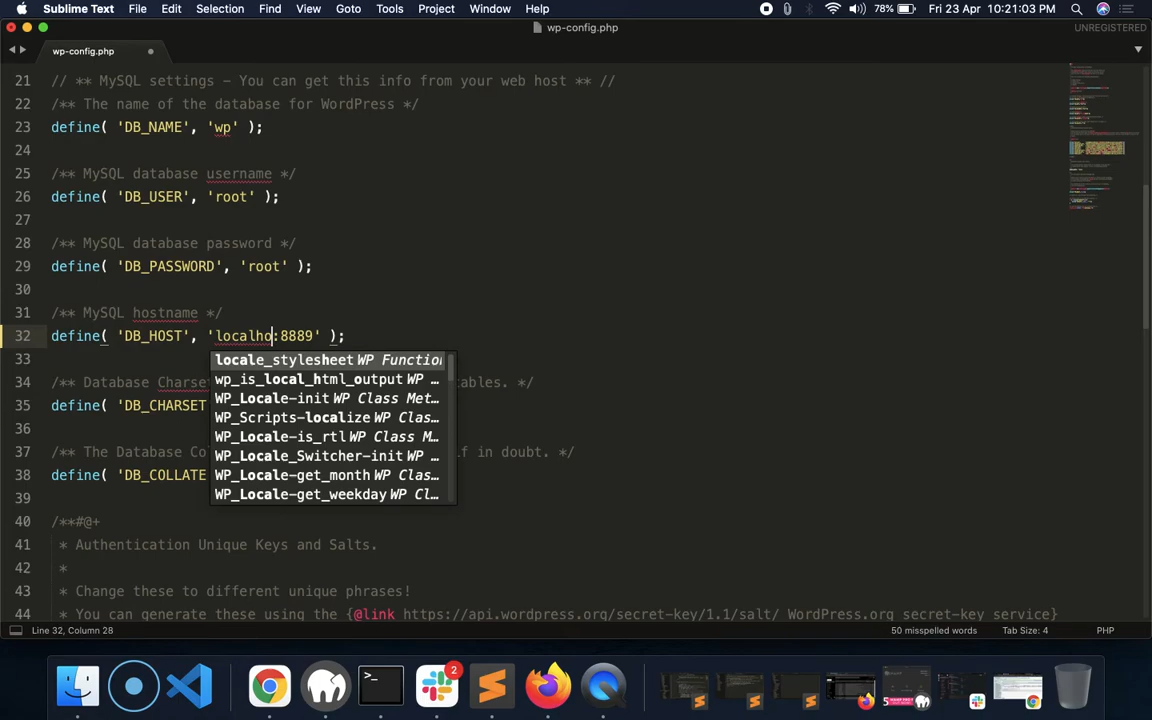 Sublime Text File Edit Selection Find View Goto Tools Project Window Help 78% Fri 23 Apr 10:21:03 PM
wp-config.php UNREGISTERED
wp-config.php
21 // ** MySQL settings - You can get this info from your web host ** //
22 /** The name of the database for WordPress */
23 define( 'DB_NAME', 'wp' );
24
25 /** MySQL database username */
26 define( 'DB_USER', 'root' );
27
28 /** MySQL database password */
29 define( 'DB_PASSWORD', 'root' );
30
31 /** MySQL hostname */
32 define( 'DB_HOST', 'localho:8889' );
33 locale_stylesheet WP Function
wp_is_local_html_output WP …
34 /** Database Charse tables. */
WP_Locale-init WP Class Met…
35 define( 'DB_CHARSET
WP_Scripts-localize WP Clas…
36 WP_Locale-is_rtl WP Class M…
37 /** The Database Co f in doubt. */
WP_Locale_Switcher-init WP …
38 define( 'DB_COLLATE
WP_Locale-get_month WP Clas…
39 WP_Locale-get_weekday WP Cl…
40 /**#@+
41 * Authentication Unique Keys and Salts.
42 *
43 * Change these to different unique phrases!
44 * You can generate these using the {@link https://api.wordpress.org/secret-key/1.1/salt/ WordPress.org secret-key service}
Line 32, Column 28 50 misspelled words Tab Size: 4 PHP
2